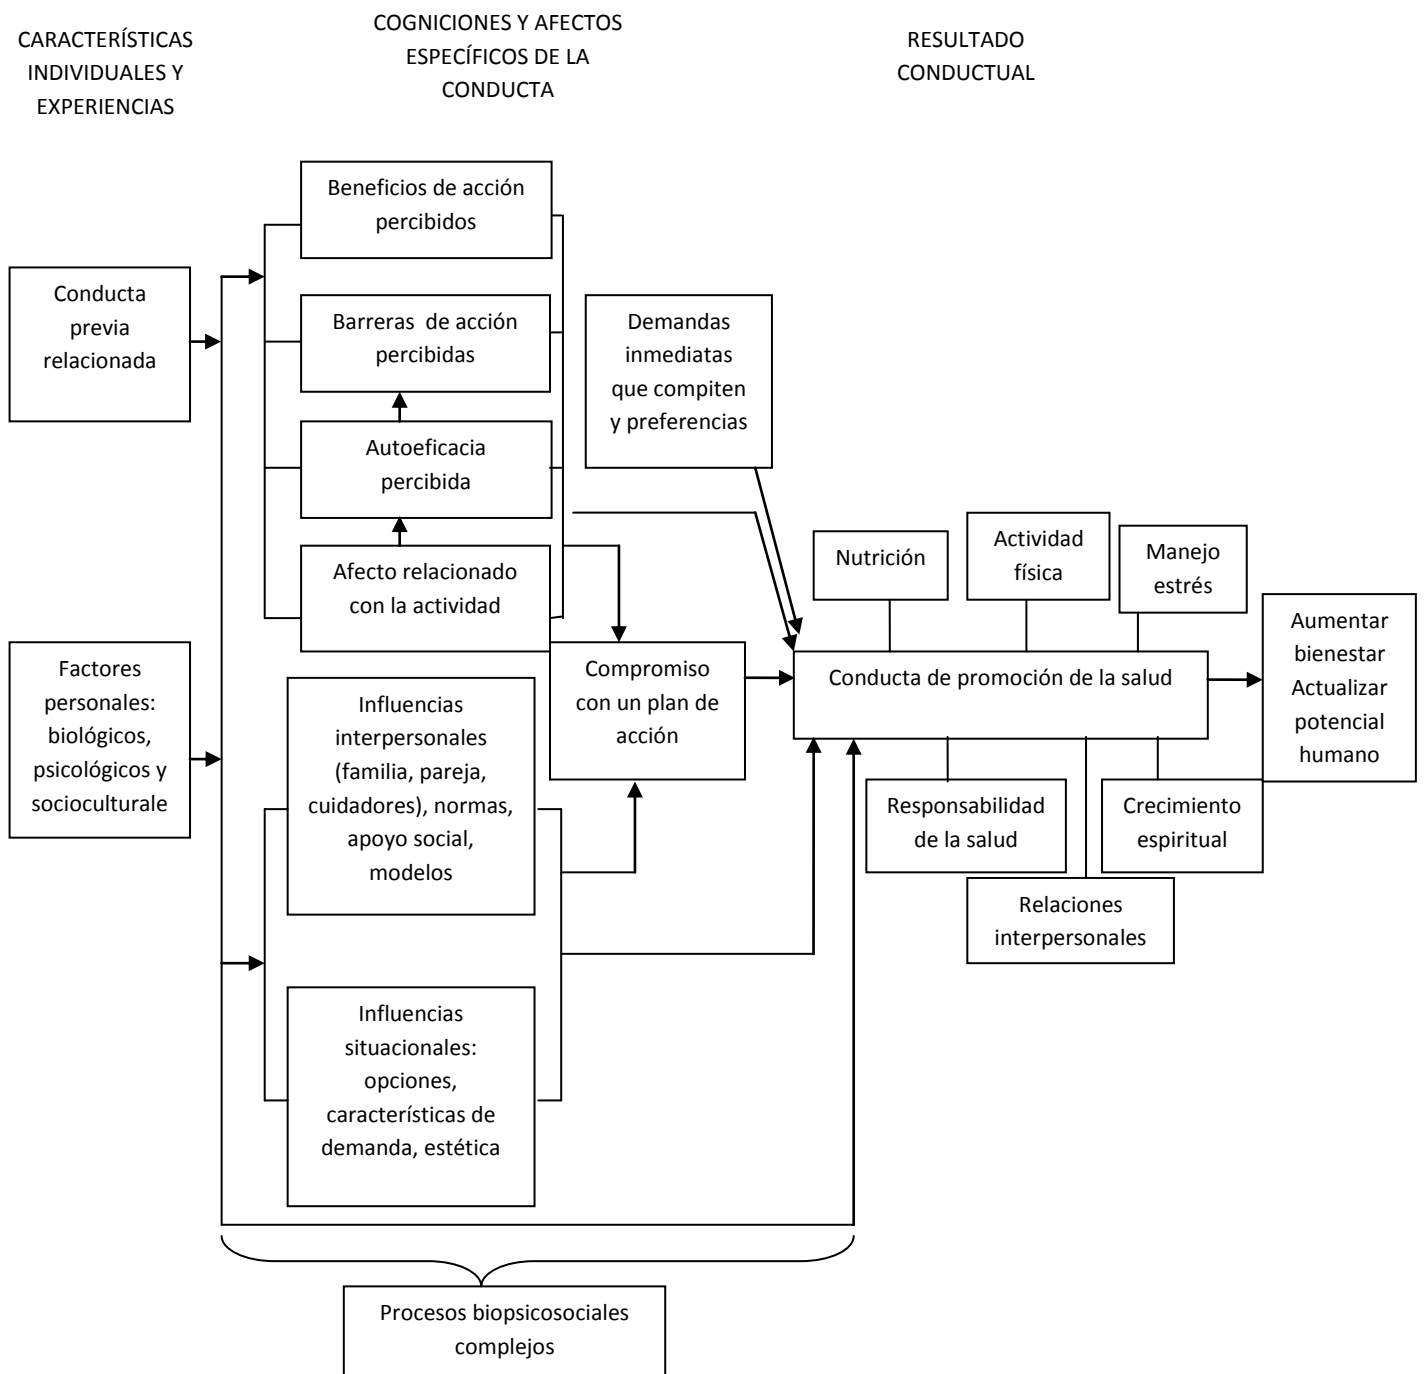 CARACTERÍSTICAS
INDIVIDUALES Y
EXPERIENCIAS
COGNICIONES Y AFECTOS
ESPECÍFICOS DE LA
CONDUCTA
RESULTADO
CONDUCTUAL
Conducta
previa
relacionada
Factores
personales:
biológicos,
psicológicos y
socioculturale
Beneficios de acción
percibidos
Barreras de acción
percibidas
Autoeficacia
percibida
Afecto relacionado
con la actividad
Influencias
interpersonales
(familia, pareja,
cuidadores), normas,
apoyo social,
modelos
Influencias
situacionales:
opciones,
características de
demanda, estética
Demandas
inmediatas
que compiten
y preferencias
Compromiso
con un plan de
acción
Nutrición
Actividad
física
Manejo
estrés
Conducta de promoción de la salud
Responsabilidad
de la salud
Relaciones
interpersonales
Crecimiento
espiritual
Aumentar
bienestar
Actualizar
potencial
humano
Procesos biopsicosociales
complejos